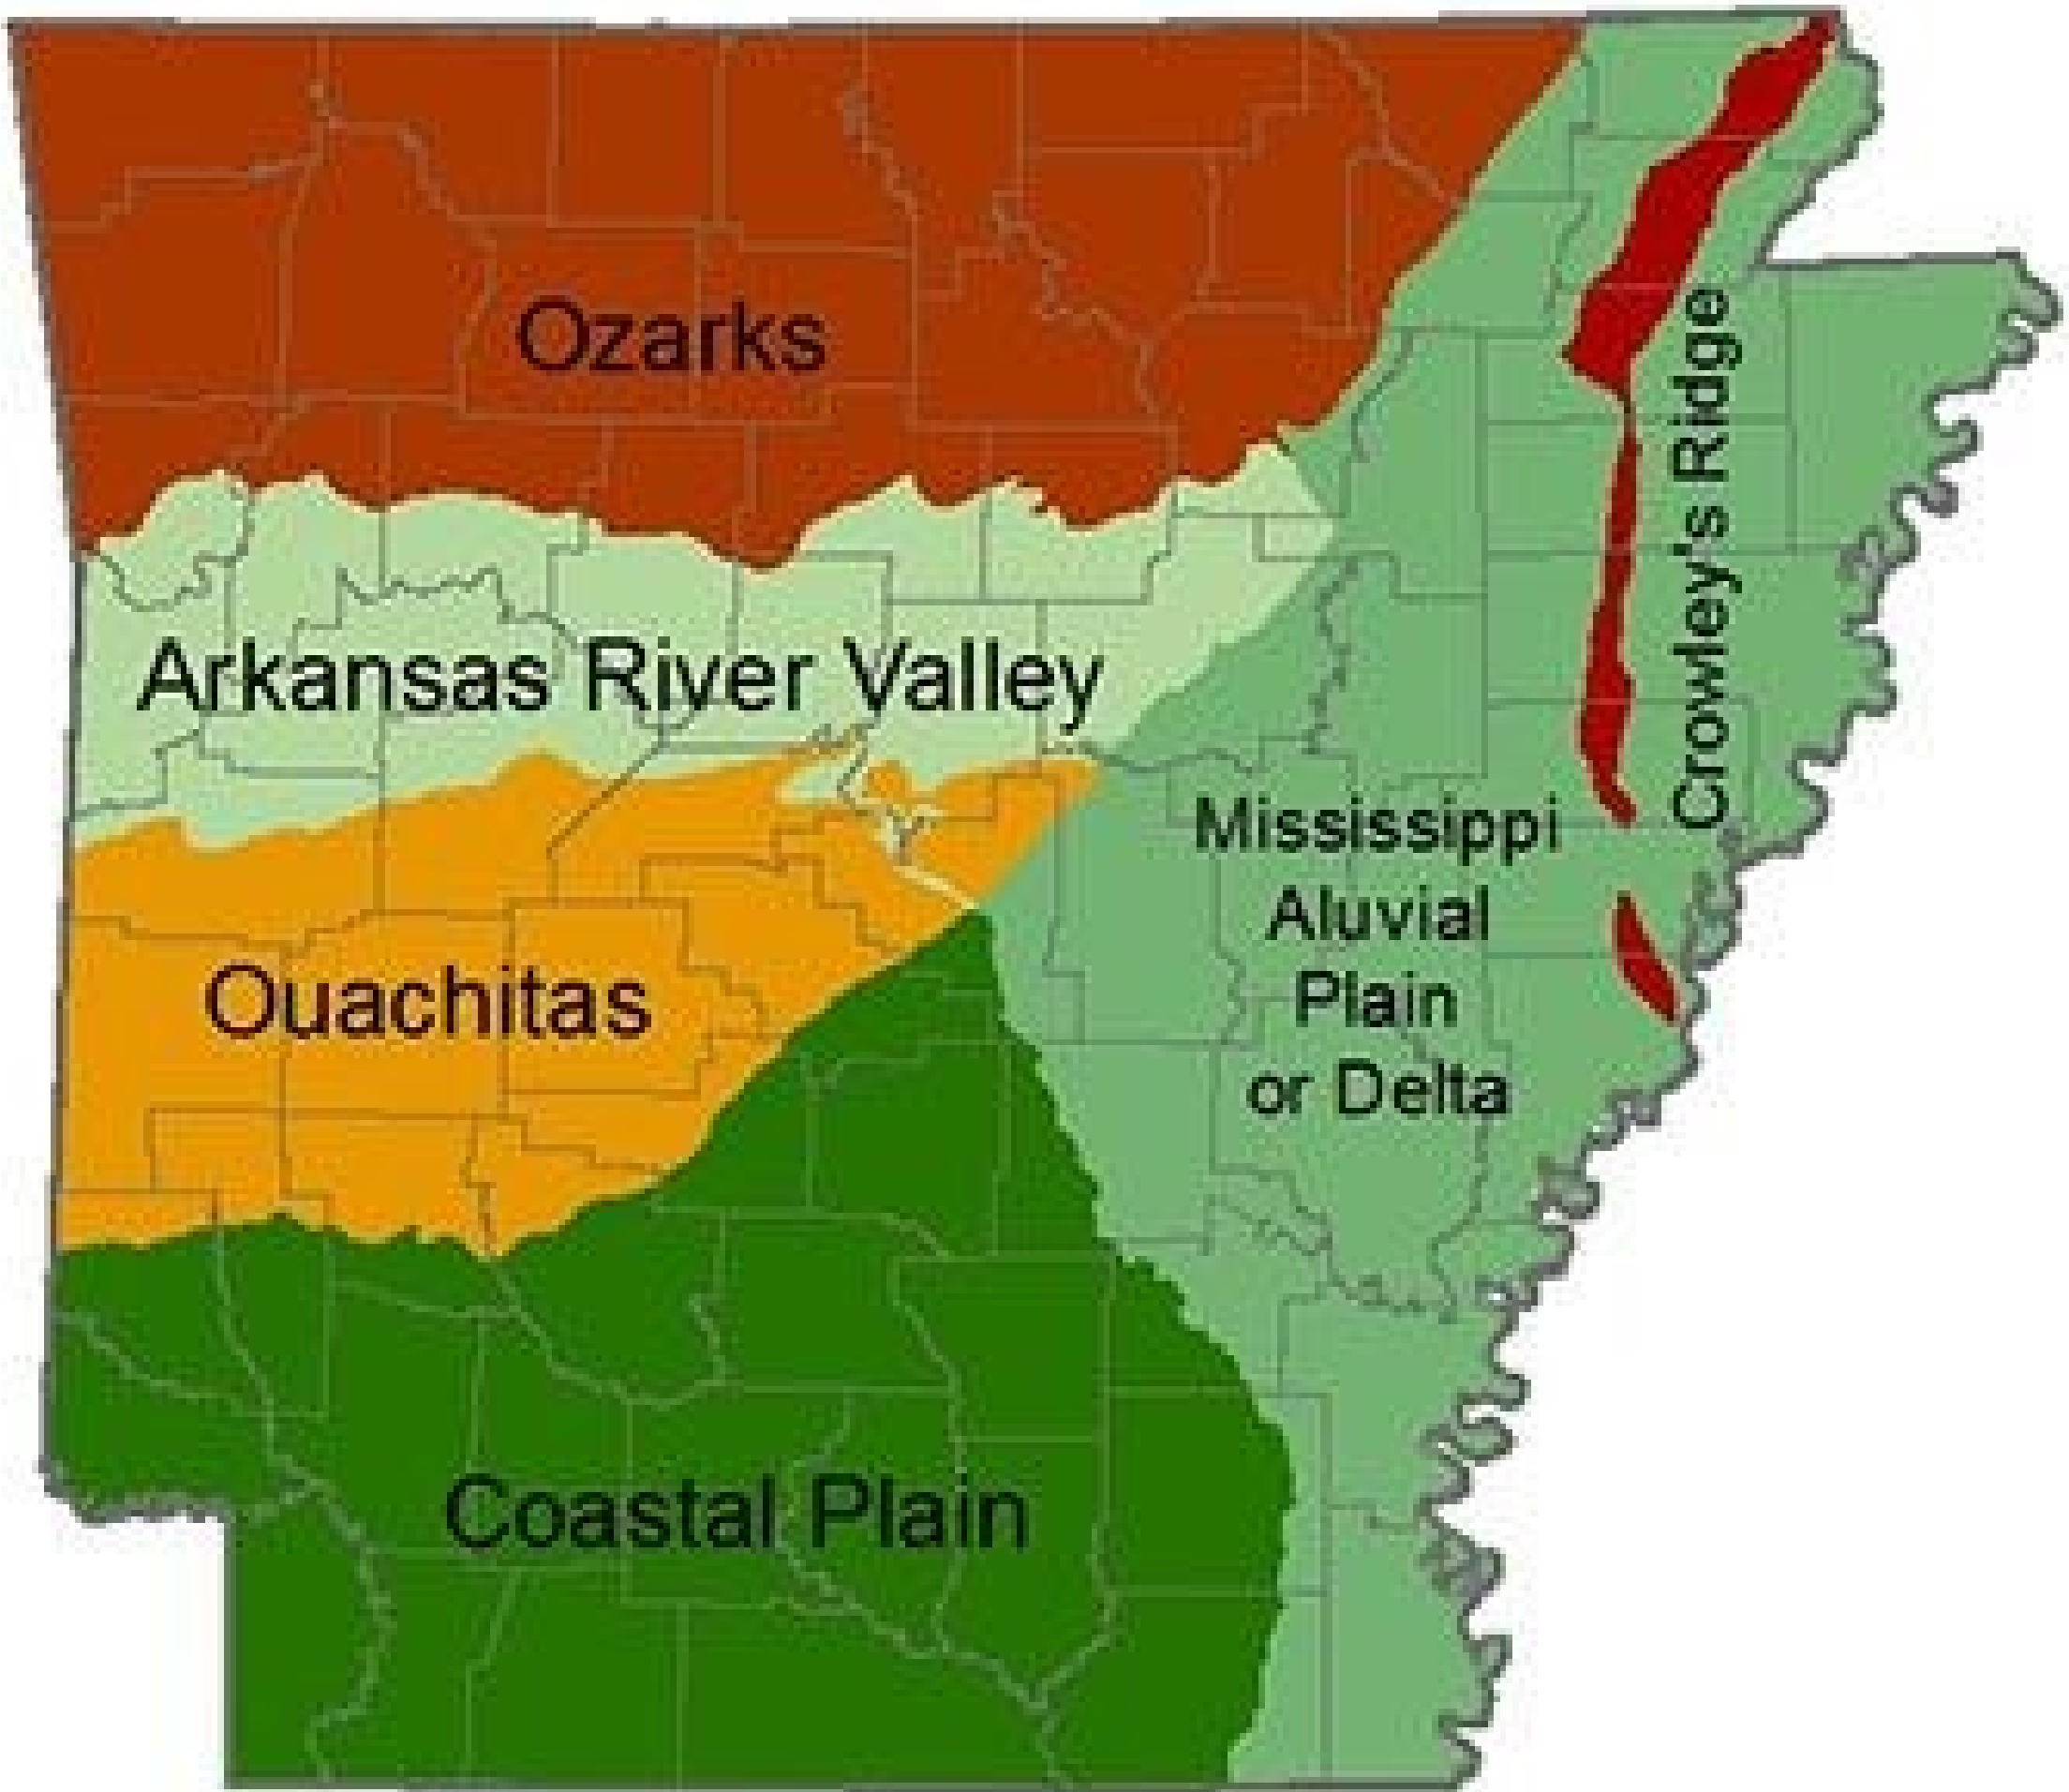 Ozarks
Arkansas River Valley
Crowley's Ridge
Mississippi
Aluvial
Plain
or Delta
Ouachitas
Coastal Plain